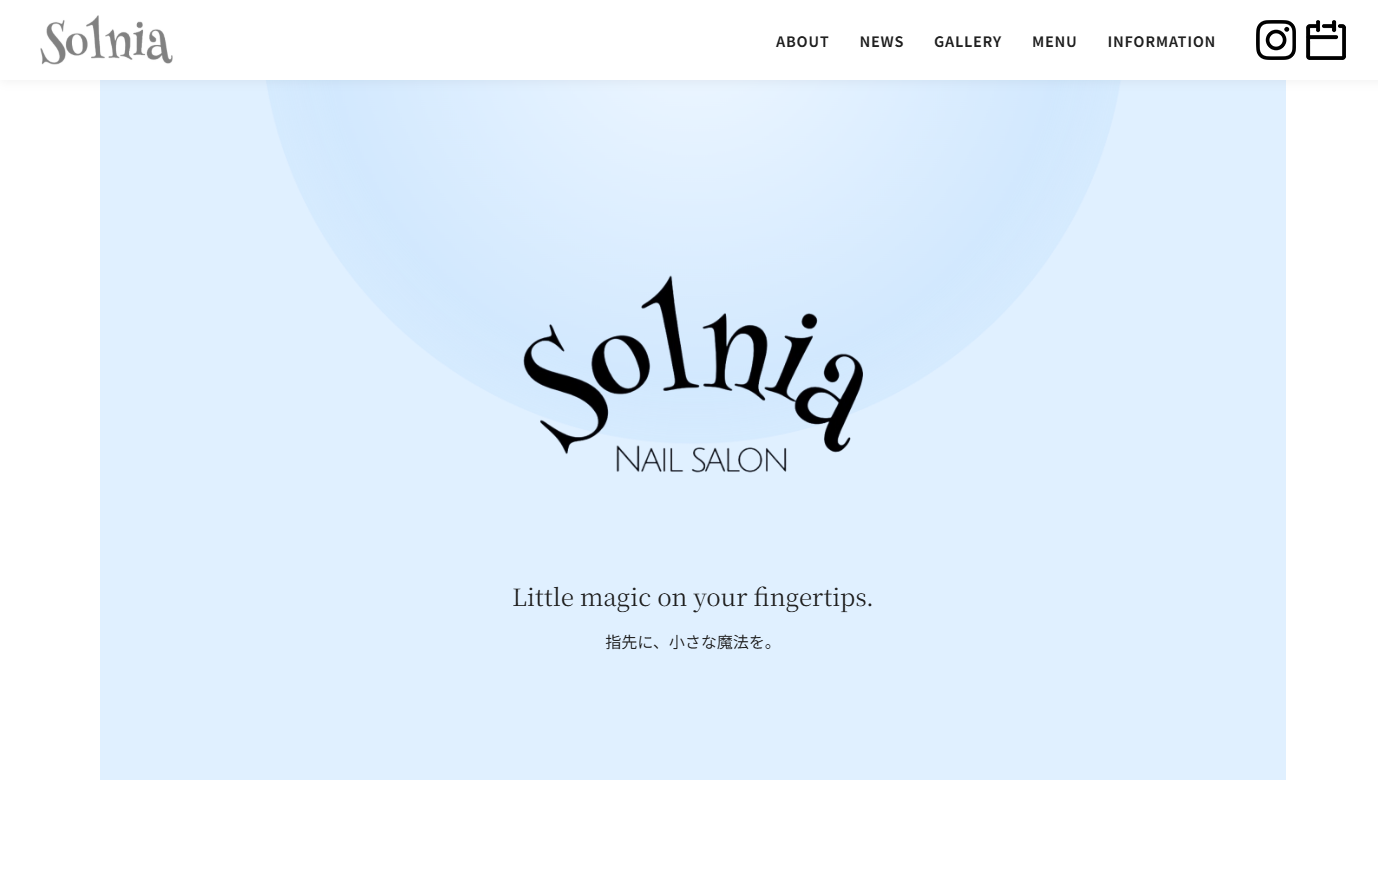 Solnia
ABOUT NEWS GALLERY MENU INFORMATION
Solnia
NAIL SALON
Little magic on your fingertips.
指先に、小さな魔法を。